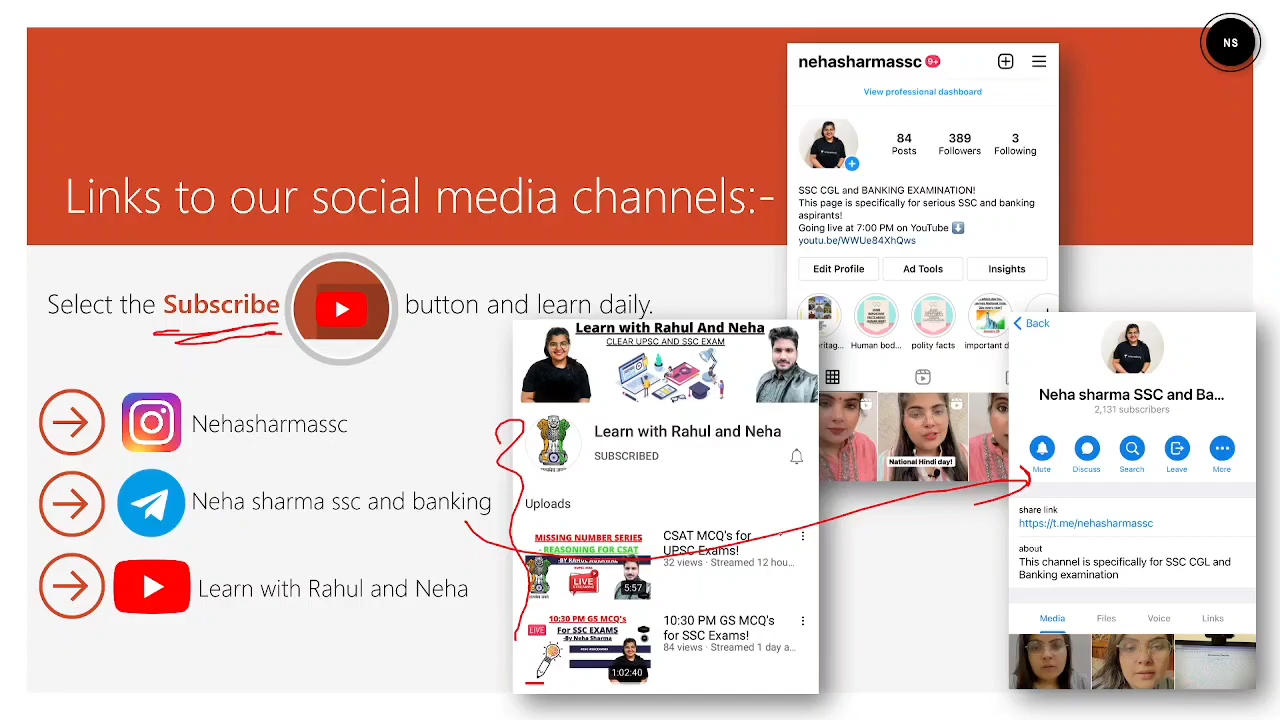 NS
Links to our social media channels:-
Select the Subscribe button and learn daily.
Nehasharmassc
Neha sharma ssc and banking
Learn with Rahul and Neha
nehasharmassc 9+
View professional dashboard
84 389 3
Posts Followers Following
SSC CGL and BANKING EXAMINATION!
This page is specifically for serious SSC and banking
aspirants!
Going live at 7:00 PM on YouTube
youtu.be/WWUe84XhQws
Edit Profile Ad Tools Insights
Human bod... polity facts important d
National Hindi day!
Learn with Rahul And Neha
CLEAR UPSC AND SSC EXAM
Learn with Rahul and Neha
SUBSCRIBED
Uploads
MISSING NUMBER SERIES
- REASONING FOR CSAT
LIVE
5:57
CSAT MCQ's for
UPSC Exams!
32 views · Streamed 12 hou...
10:30 PM GS MCQ's
LIVE
For SSC EXAMS
-By Neha Sharma
1:02:40
10:30 PM GS MCQ's
for SSC Exams!
84 views · Streamed 1 day a...
Back
Neha sharma SSC and Ba...
2,131 subscribers
Mute Discuss Search Leave More
share link
https://t.me/nehasharmassc
about
This channel is specifically for SSC CGL and
Banking examination
Media Files Voice Links